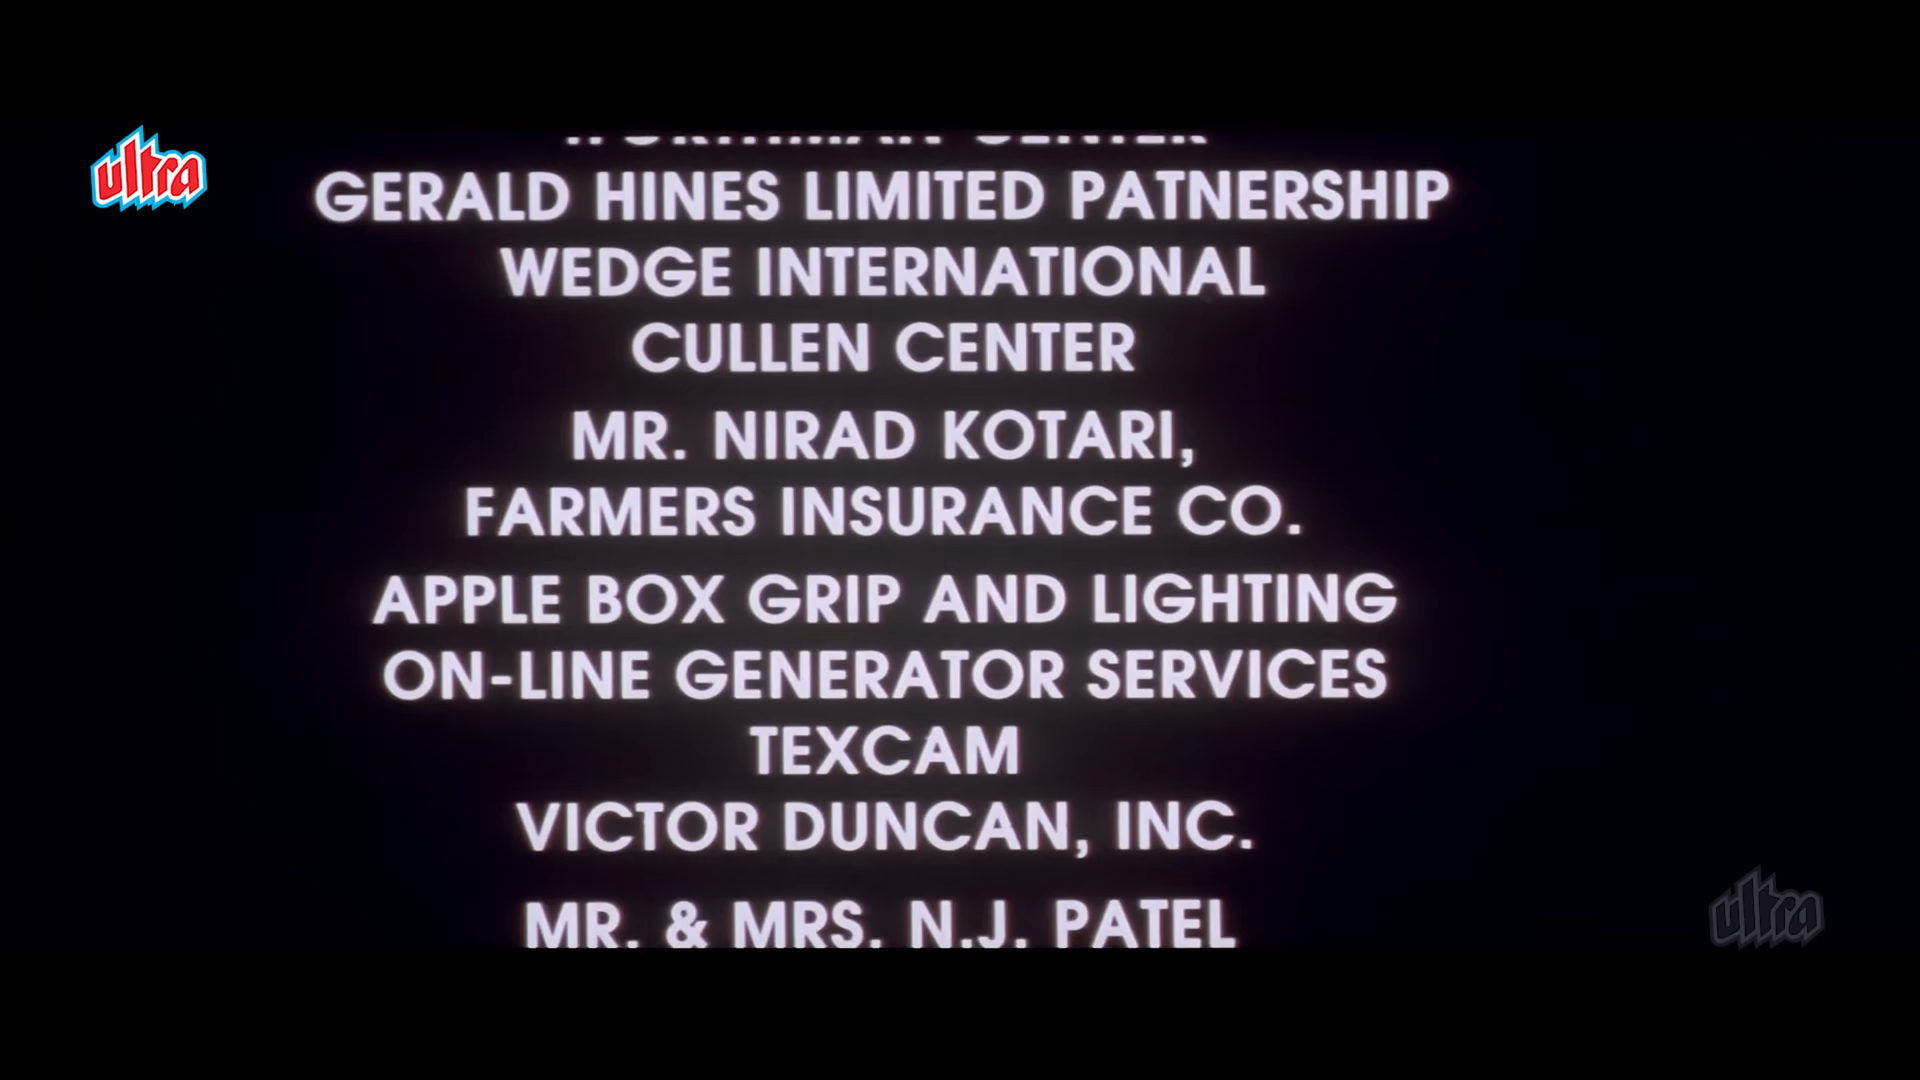 ultra
GERALD HINES LIMITED PATNERSHIP
WEDGE INTERNATIONAL
CULLEN CENTER
MR. NIRAD KOTARI,
FARMERS INSURANCE CO.
APPLE BOX GRIP AND LIGHTING
ON-LINE GENERATOR SERVICES
TEXCAM
VICTOR DUNCAN, INC.
MR. & MRS. N.J. PATEL
ultra